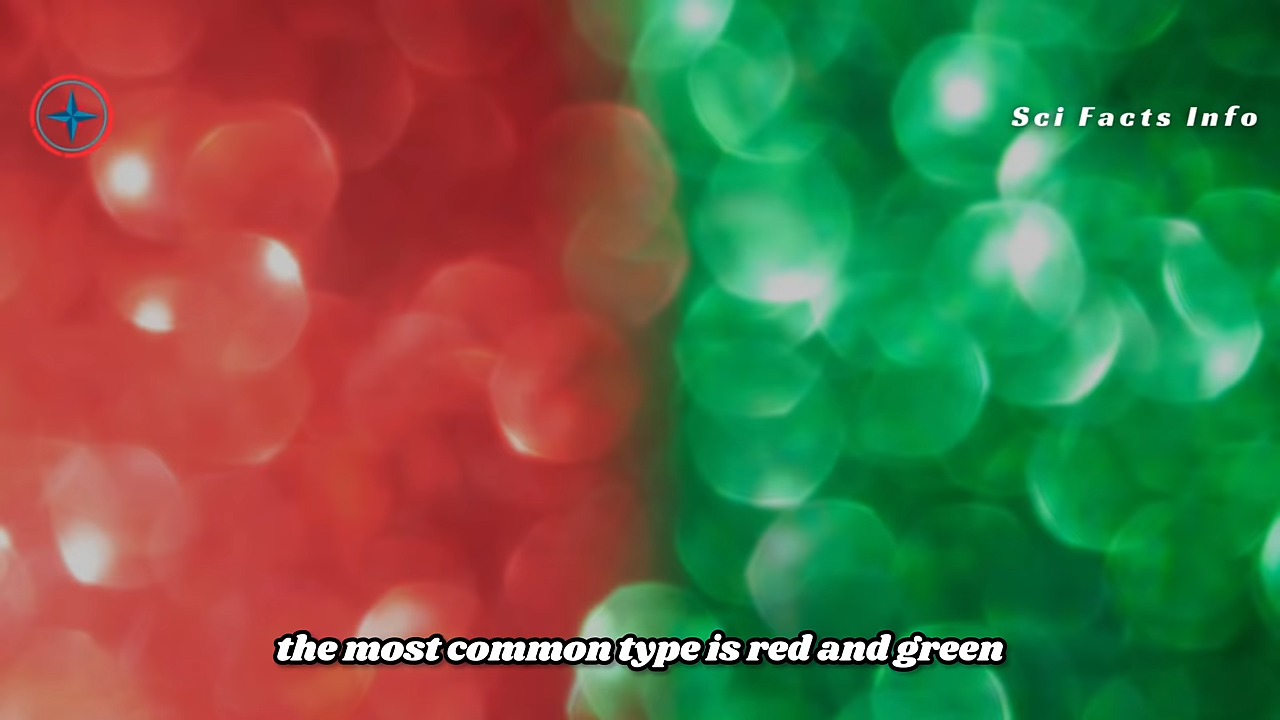 Sci Facts Info
the most common type is red and green